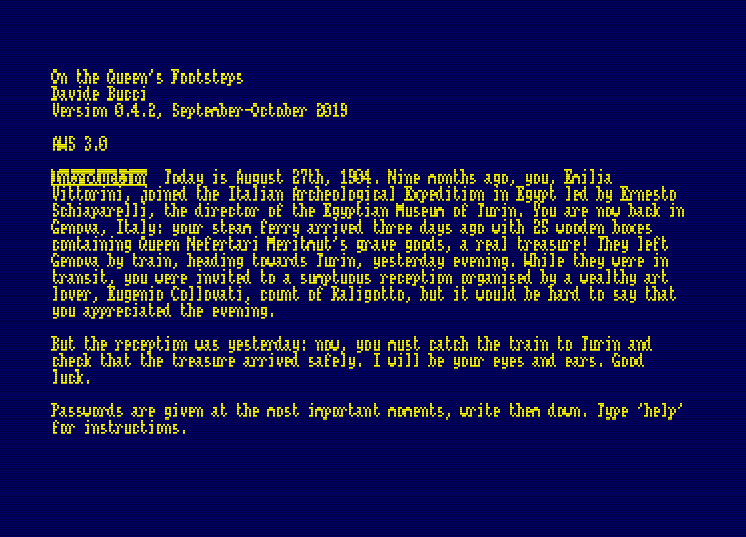 On the Queen's Footsteps
Davide Bucci
Version 0.4.2, September-October 2019
AWS 3.0
Introduction  Today is August 27th, 1904. Nine months ago, you, Emilia
Vittorini, joined the Italian Archeological Expedition in Egypt led by Ernesto
Schiaparelli, the director of the Egyptian Museum of Turin. You are now back in
Genova, Italy: your steam ferry arrived three days ago with 25 wooden boxes
containing Queen Nefertari Meritmut's grave goods, a real treasure! They left
Genova by train, heading towards Turin, yesterday evening. While they were in
transit, you were invited to a sumptuous reception organised by a wealthy art
lover, Eugenio Collovati, count of Raligotto, but it would be hard to say that
you appreciated the evening.
But the reception was yesterday: now, you must catch the train to Turin and
check that the treasure arrived safely. I will be your eyes and ears. Good
luck.
Passwords are given at the most important moments, write them down. Type 'help'
for instructions.